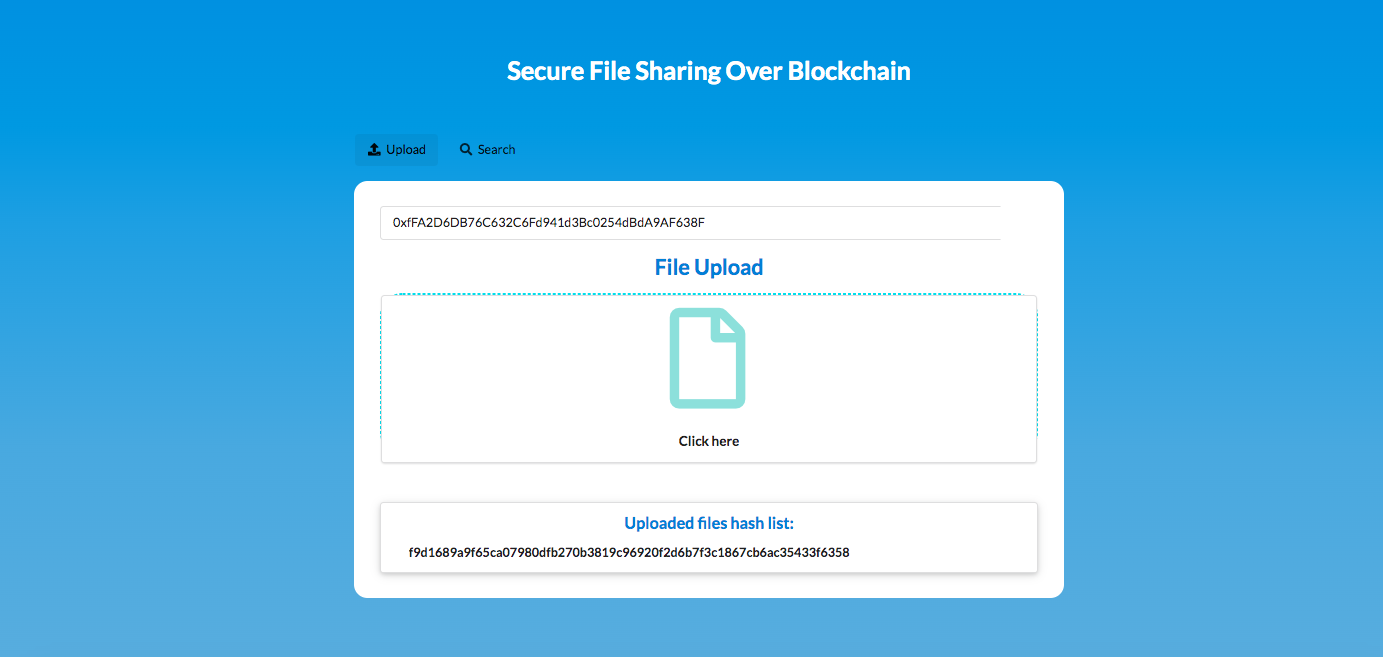 Secure File Sharing Over Blockchain
Upload
Search
0xfFA2D6DB76C632C6Fd941d3Bc0254dBdA9AF638F
File Upload
Click here
Uploaded files hash list:
f9d1689a9f65ca07980dfb270b3819c96920f2d6b7f3c1867cb6ac35433f6358